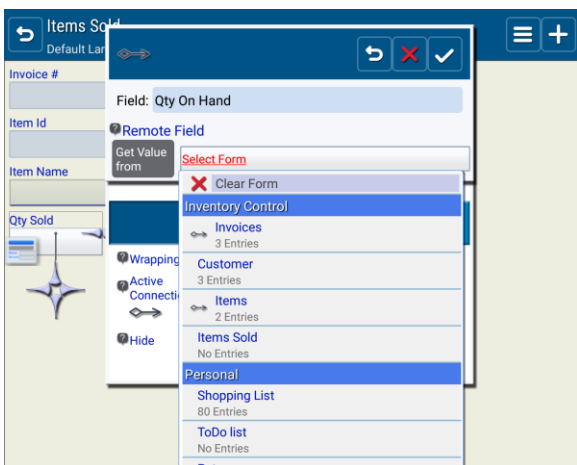 Items So
Default Lan
Invoice #
Item Id
Item Name
Qty Sold
Field: Qty On Hand
Remote Field
Get Value
from
Select Form
Clear Form
Inventory Control
Invoices
3 Entries
Customer
3 Entries
Items
2 Entries
Items Sold
No Entries
Personal
Shopping List
80 Entries
ToDo list
No Entries
Wrapping
Active
Connecti
Hide